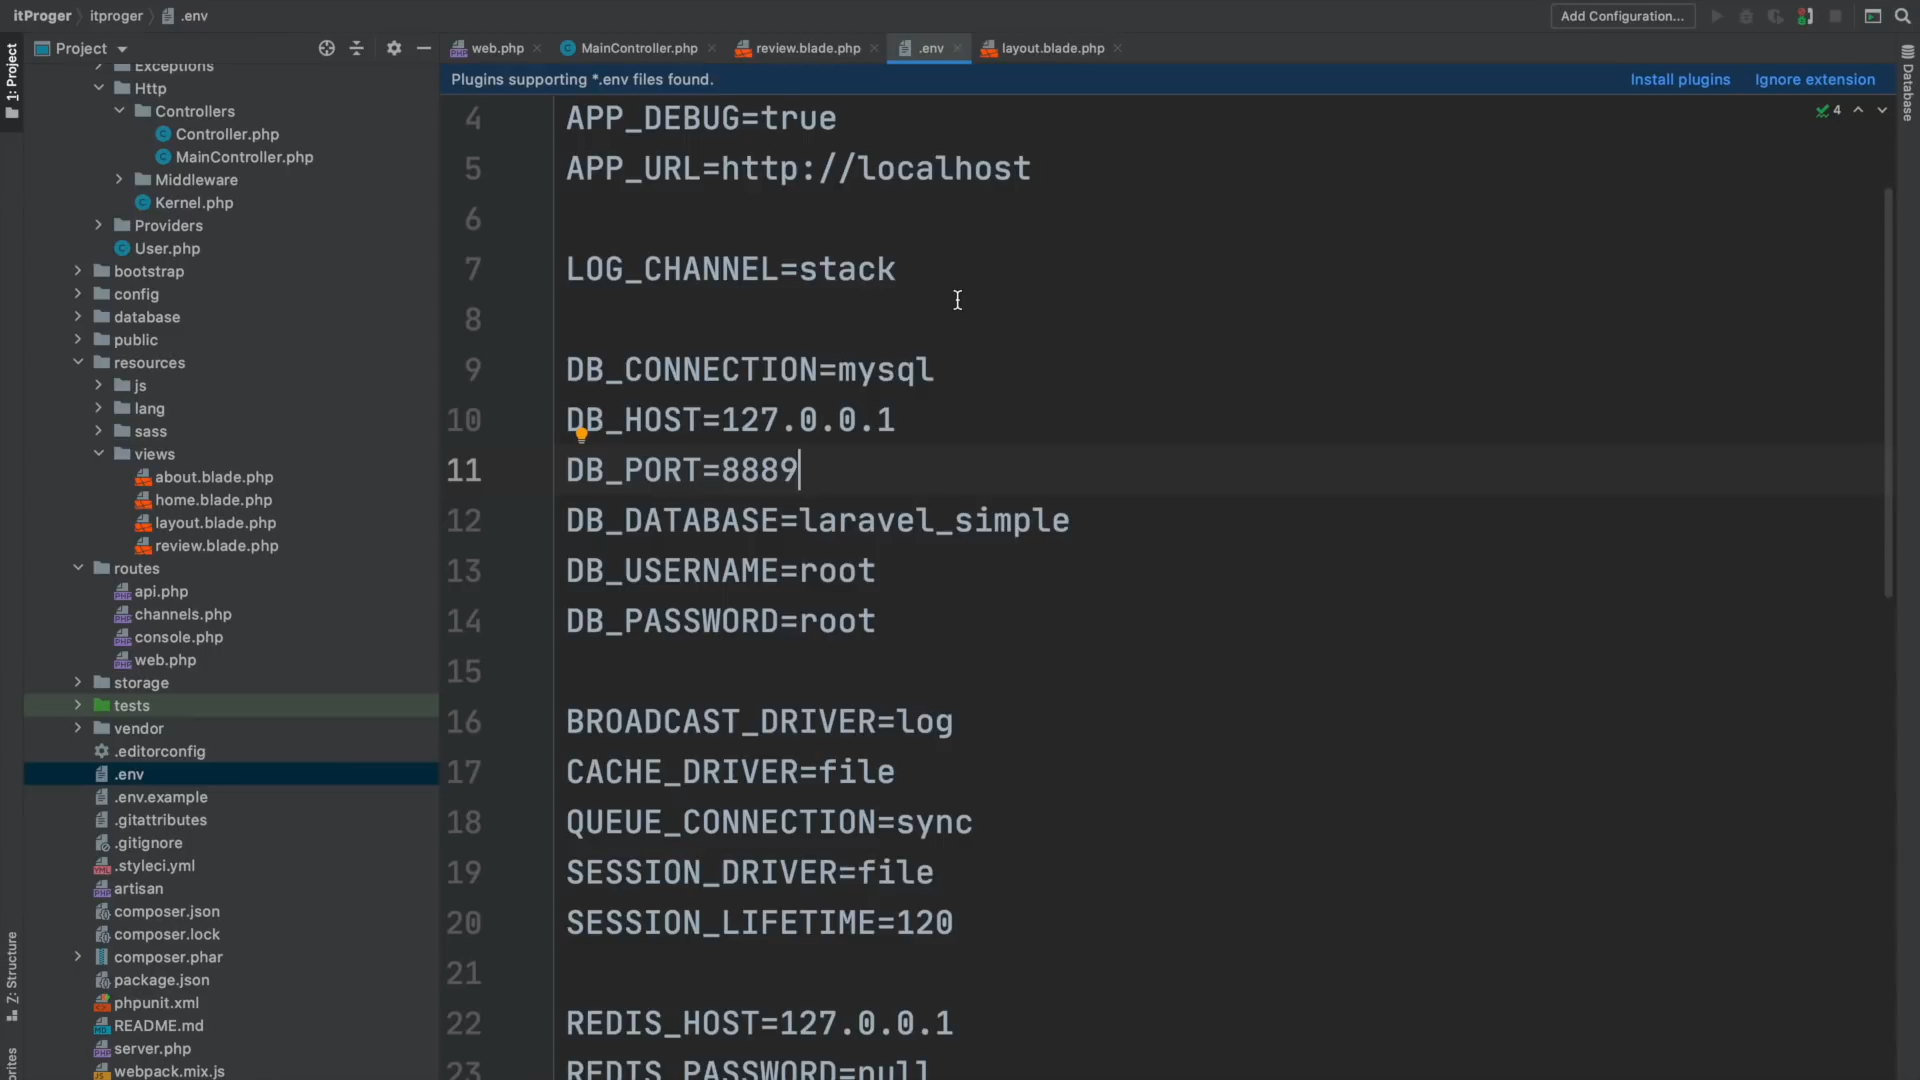 itProger
itproger
.env
Add Configuration...
1: Project
Project
web.php
MainController.php
review.blade.php
.env
layout.blade.php
Database
Plugins supporting *.env files found.
Install plugins
Ignore extension
4
Exceptions
Http
Controllers
Controller.php
MainController.php
Middleware
Kernel.php
Providers
User.php
bootstrap
config
database
public
resources
js
lang
sass
views
about.blade.php
home.blade.php
layout.blade.php
review.blade.php
routes
api.php
channels.php
console.php
web.php
storage
tests
vendor
.editorconfig
.env
.env.example
.gitattributes
.gitignore
.styleci.yml
artisan
composer.json
composer.lock
composer.phar
package.json
phpunit.xml
README.md
server.php
webpack.mix.js
Z: Structure
4 APP_DEBUG=true
5 APP_URL=http://localhost
6
7 LOG_CHANNEL=stack
8
9 DB_CONNECTION=mysql
10 DB_HOST=127.0.0.1
11 DB_PORT=8889
12 DB_DATABASE=laravel_simple
13 DB_USERNAME=root
14 DB_PASSWORD=root
15
16 BROADCAST_DRIVER=log
17 CACHE_DRIVER=file
18 QUEUE_CONNECTION=sync
19 SESSION_DRIVER=file
20 SESSION_LIFETIME=120
21
22 REDIS_HOST=127.0.0.1
23 REDIS_PASSWORD=null